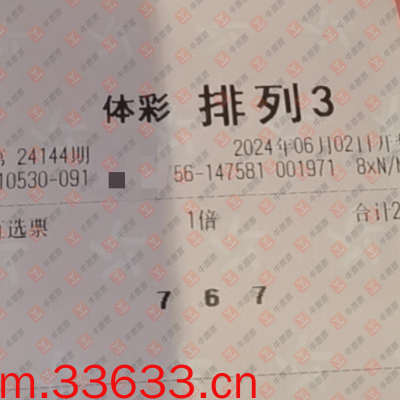 体彩 排列3
24144期 2024年06月02日开
10530-091 56-147581 001971 8xN/
选票 1倍 合计2
7 6 7
m.33633.cn